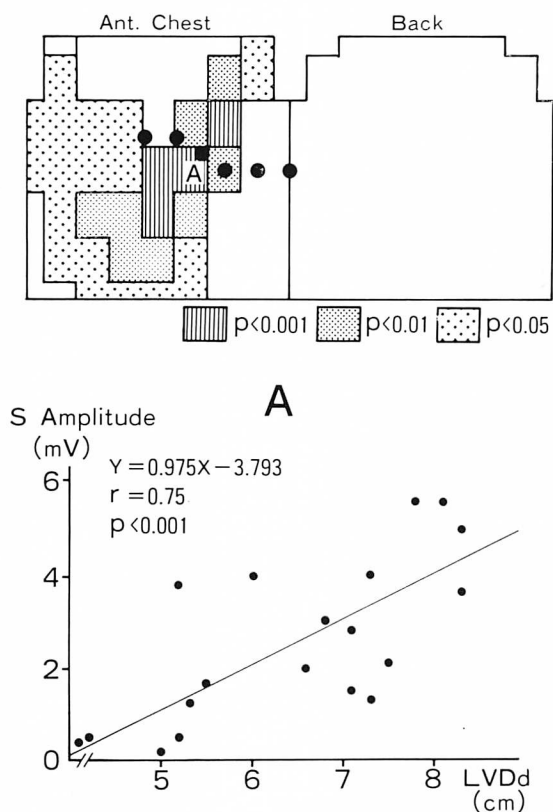 Ant. Chest Back
A
p<0.001 p<0.01 p<0.05
A
S Amplitude
(mV)
Y = 0.975X − 3.793
r = 0.75
p<0.001
6
4
2
0
5 6 7 8 LVDd
(cm)